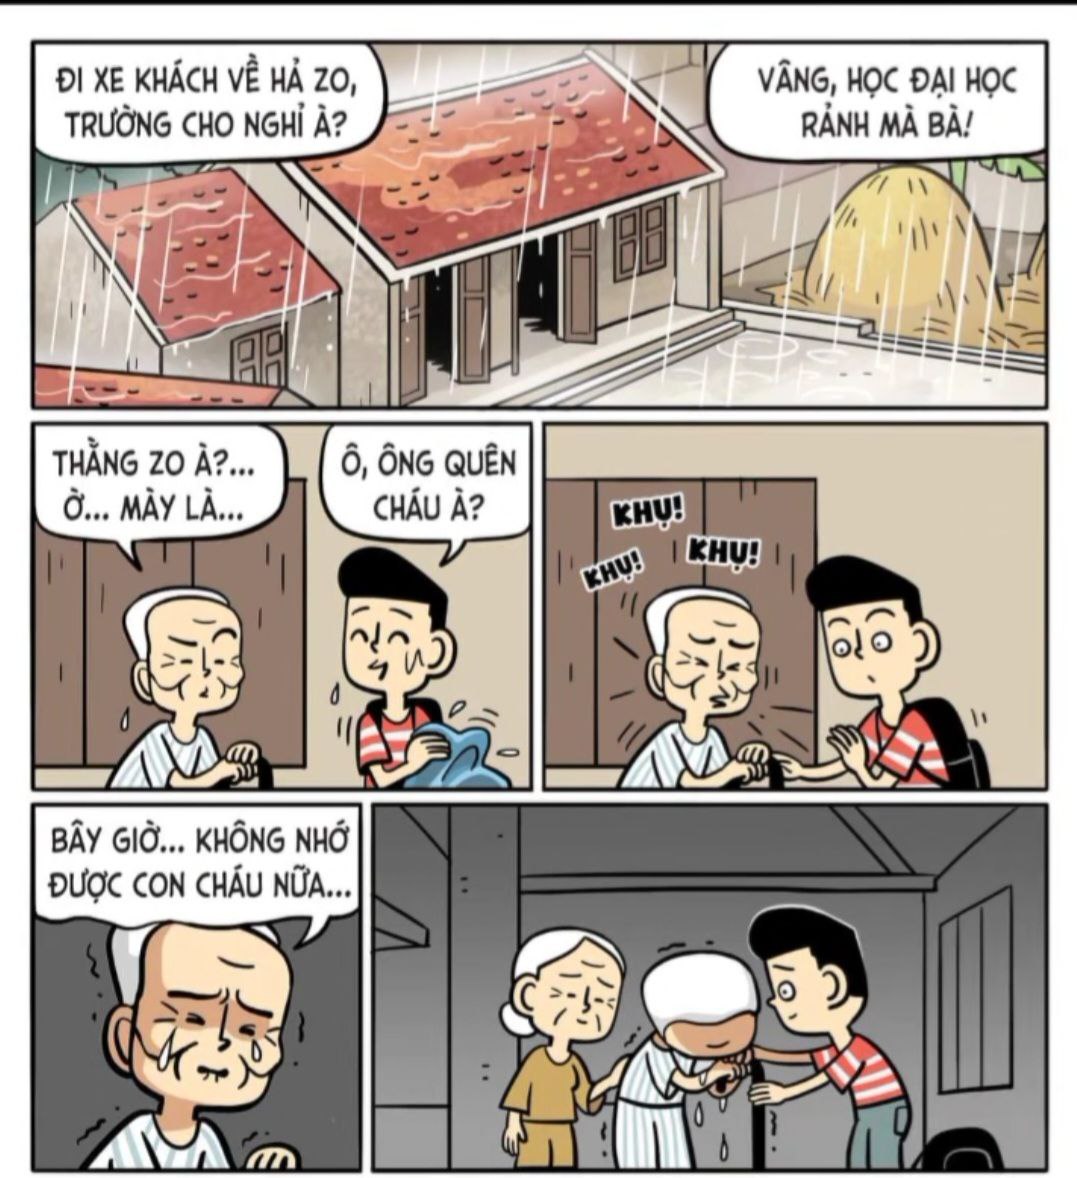 ĐI XE KHÁCH VỀ HẢ ZO,
TRƯỜNG CHO NGHỈ À?
VÂNG, HỌC ĐẠI HỌC
RẢNH MÀ BÀ!
THẰNG ZO À?...
Ờ... MÀY LÀ...
Ô, ÔNG QUÊN
CHÁU À?
KHỤ!
KHỤ!
KHỤ!
BÂY GIỜ... KHÔNG NHỚ
ĐƯỢC CON CHÁU NỮA...